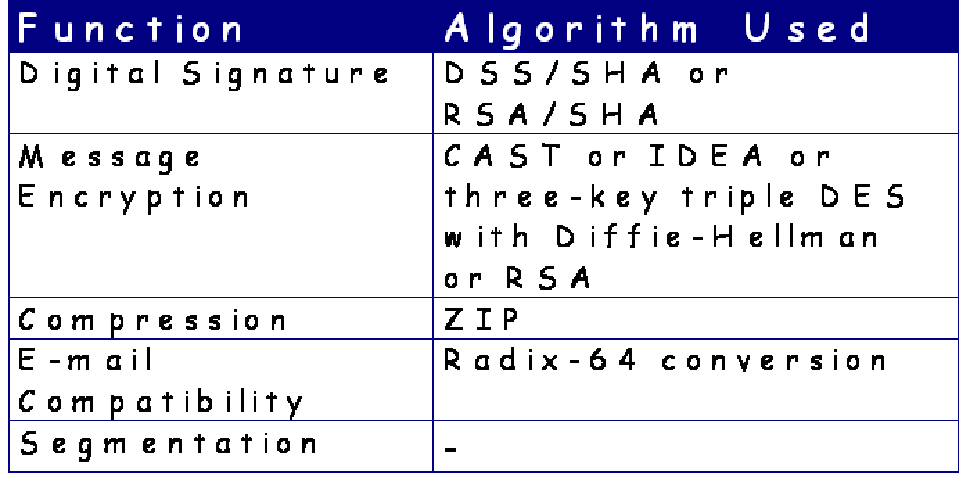 Function Algorithm Used
Digital Signature DSS/SHA or
RSA/SHA
Message CAST or IDEA or
Encryption three-key triple DES
with Diffie-Hellman
or RSA
Compression ZIP
E-mail Radix-64 conversion
Compatibility
Segmentation -